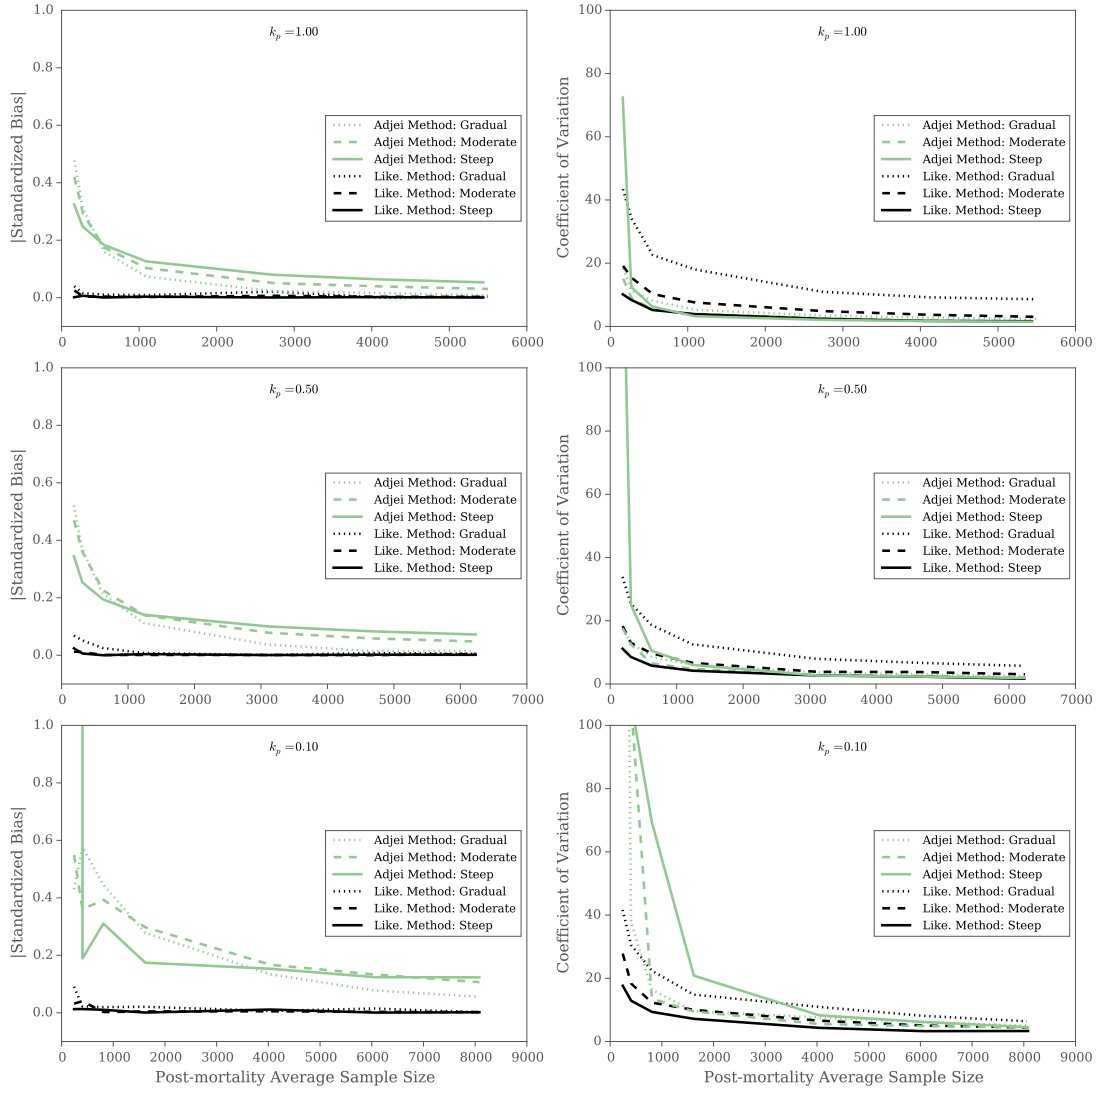 |Standardized Bias|
1.0
0.8
0.6
0.4
0.2
0.0
k_p =1.00
Adjei Method: Gradual
Adjei Method: Moderate
Adjei Method: Steep
Like. Method: Gradual
Like. Method: Moderate
Like. Method: Steep
0 1000 2000 3000 4000 5000 6000
Coefficient of Variation
100
80
60
40
20
0
k_p =1.00
Adjei Method: Gradual
Adjei Method: Moderate
Adjei Method: Steep
Like. Method: Gradual
Like. Method: Moderate
Like. Method: Steep
0 1000 2000 3000 4000 5000 6000
|Standardized Bias|
1.0
0.8
0.6
0.4
0.2
0.0
k_p =0.50
Adjei Method: Gradual
Adjei Method: Moderate
Adjei Method: Steep
Like. Method: Gradual
Like. Method: Moderate
Like. Method: Steep
0 1000 2000 3000 4000 5000 6000 7000
Coefficient of Variation
100
80
60
40
20
0
k_p =0.50
Adjei Method: Gradual
Adjei Method: Moderate
Adjei Method: Steep
Like. Method: Gradual
Like. Method: Moderate
Like. Method: Steep
0 1000 2000 3000 4000 5000 6000 7000
|Standardized Bias|
1.0
0.8
0.6
0.4
0.2
0.0
k_p =0.10
Adjei Method: Gradual
Adjei Method: Moderate
Adjei Method: Steep
Like. Method: Gradual
Like. Method: Moderate
Like. Method: Steep
0 1000 2000 3000 4000 5000 6000 7000 8000 9000
Post-mortality Average Sample Size
Coefficient of Variation
100
80
60
40
20
0
k_p =0.10
Adjei Method: Gradual
Adjei Method: Moderate
Adjei Method: Steep
Like. Method: Gradual
Like. Method: Moderate
Like. Method: Steep
0 1000 2000 3000 4000 5000 6000 7000 8000 9000
Post-mortality Average Sample Size